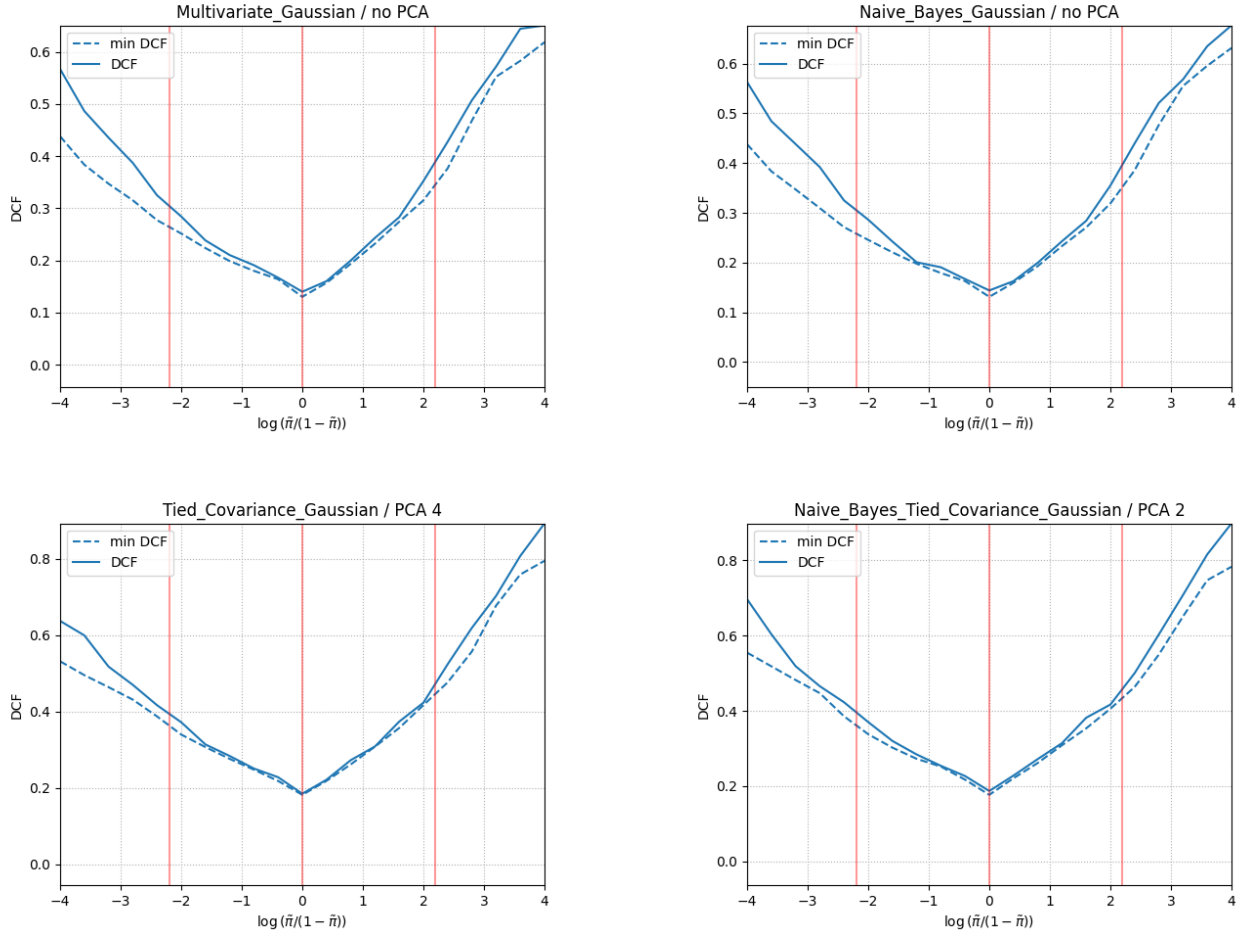 Multivariate_Gaussian / no PCA
min DCF
DCF
DCF
0.6
0.5
0.4
0.3
0.2
0.1
0.0
−4 −3 −2 −1 0 1 2 3 4
log (π̃/(1 − π̃))
Naive_Bayes_Gaussian / no PCA
min DCF
DCF
DCF
0.6
0.5
0.4
0.3
0.2
0.1
0.0
−4 −3 −2 −1 0 1 2 3 4
log (π̃/(1 − π̃))
Tied_Covariance_Gaussian / PCA 4
min DCF
DCF
DCF
0.8
0.6
0.4
0.2
0.0
−4 −3 −2 −1 0 1 2 3 4
log (π̃/(1 − π̃))
Naive_Bayes_Tied_Covariance_Gaussian / PCA 2
min DCF
DCF
DCF
0.8
0.6
0.4
0.2
0.0
−4 −3 −2 −1 0 1 2 3 4
log (π̃/(1 − π̃))